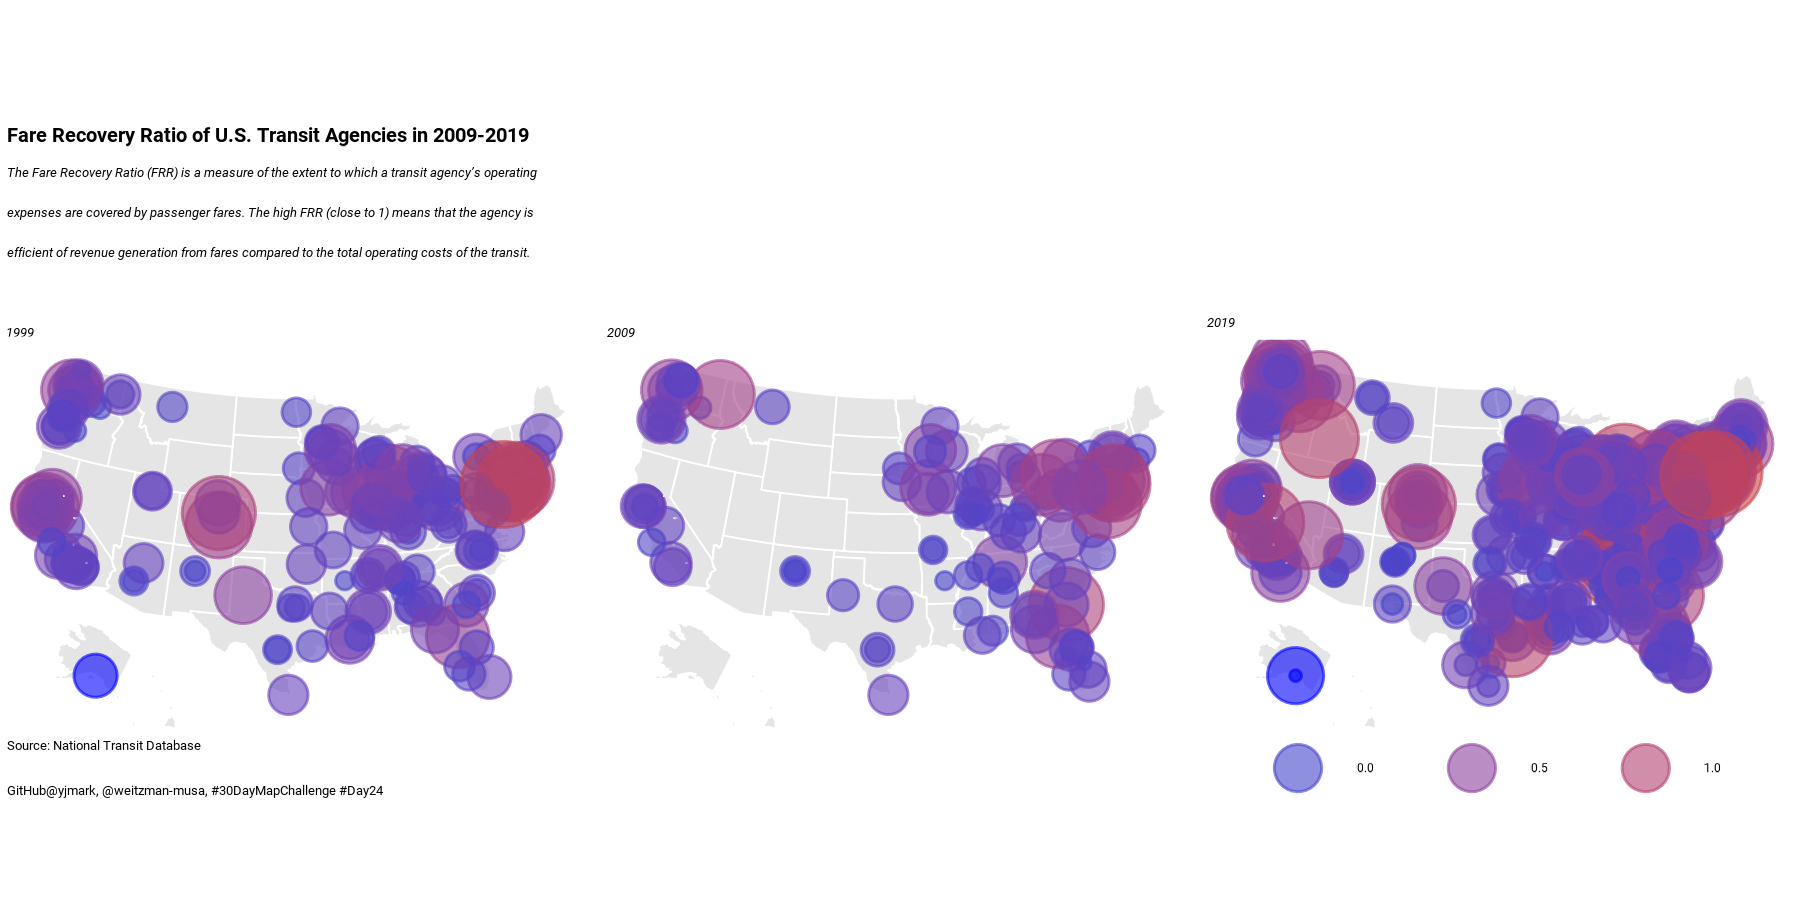 Fare Recovery Ratio of U.S. Transit Agencies in 2009-2019
The Fare Recovery Ratio (FRR) is a measure of the extent to which a transit agency's operating
expenses are covered by passenger fares. The high FRR (close to 1) means that the agency is
efficient of revenue generation from fares compared to the total operating costs of the transit.
1999
2009
2019
Source: National Transit Database
GitHub@yjmark, @weitzman-musa, #30DayMapChallenge #Day24
0.0
0.5
1.0